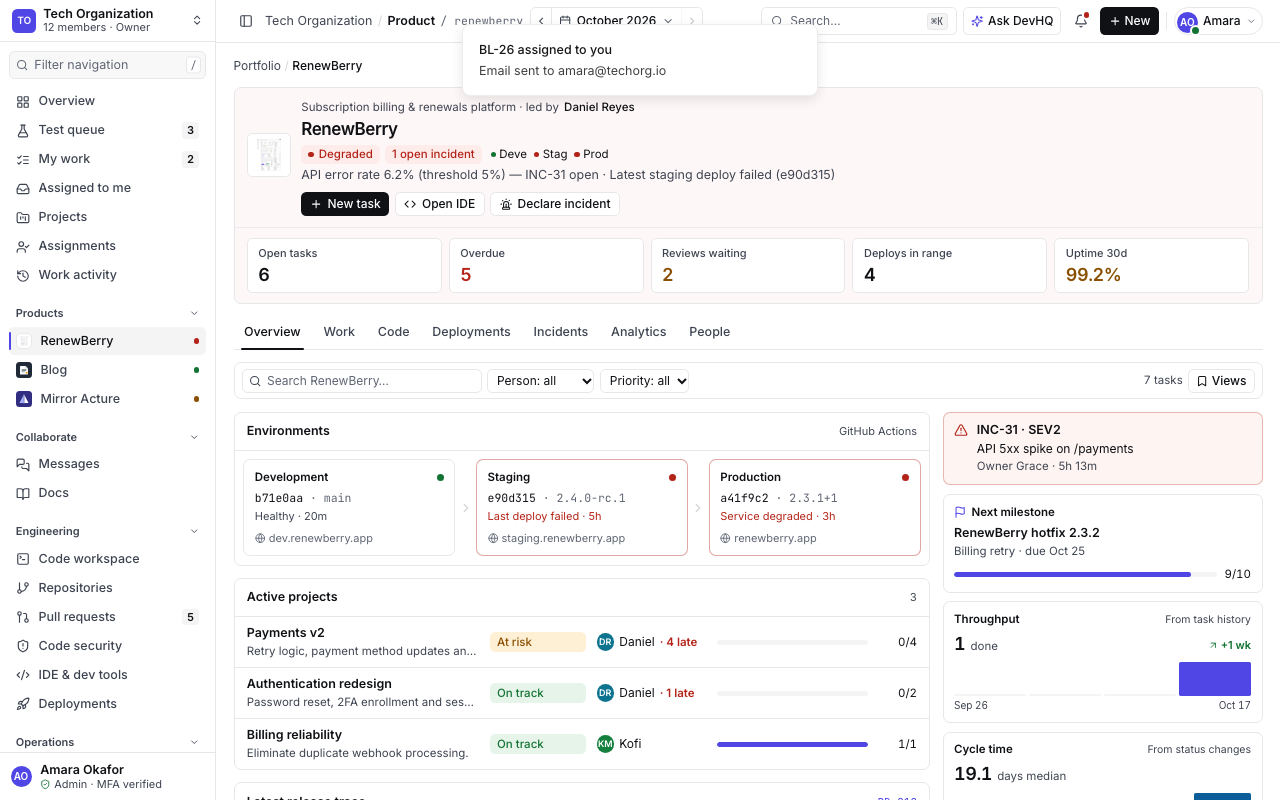 TO
Tech Organization
12 members · Owner
Filter navigation
/
Overview
Test queue 3
My work 2
Assigned to me
Projects
Assignments
Work activity
Products
RenewBerry
Blog
Mirror Acture
Collaborate
Messages
Docs
Engineering
Code workspace
Repositories
Pull requests 5
Code security
IDE & dev tools
Deployments
Operations
AO
Amara Okafor
Admin · MFA verified
Tech Organization / Product / renewberry
October 2026
Search...
⌘K
Ask DevHQ
New
AO
Amara
BL-26 assigned to you
Email sent to amara@techorg.io
Portfolio / RenewBerry
Subscription billing & renewals platform · led by Daniel Reyes
RenewBerry
Degraded
1 open incident
Deve
Stag
Prod
API error rate 6.2% (threshold 5%) — INC-31 open · Latest staging deploy failed (e90d315)
New task
Open IDE
Declare incident
Open tasks
6
Overdue
5
Reviews waiting
2
Deploys in range
4
Uptime 30d
99.2%
Overview
Work
Code
Deployments
Incidents
Analytics
People
Search RenewBerry...
Person: all
Priority: all
7 tasks
Views
Environments
GitHub Actions
Development
b71e0aa · main
Healthy · 20m
dev.renewberry.app
Staging
e90d315 · 2.4.0-rc.1
Last deploy failed · 5h
staging.renewberry.app
Production
a41f9c2 · 2.3.1+1
Service degraded · 3h
renewberry.app
Active projects
3
Payments v2
Retry logic, payment method updates an...
At risk
DR
Daniel · 4 late
0/4
Authentication redesign
Password reset, 2FA enrollment and ses...
On track
DR
Daniel · 1 late
0/2
Billing reliability
Eliminate duplicate webhook processing.
On track
KM
Kofi
1/1
INC-31 · SEV2
API 5xx spike on /payments
Owner Grace · 5h 13m
Next milestone
RenewBerry hotfix 2.3.2
Billing retry · due Oct 25
9/10
Throughput
From task history
1 done
+1 wk
Sep 26
Oct 17
Cycle time
From status changes
19.1 days median